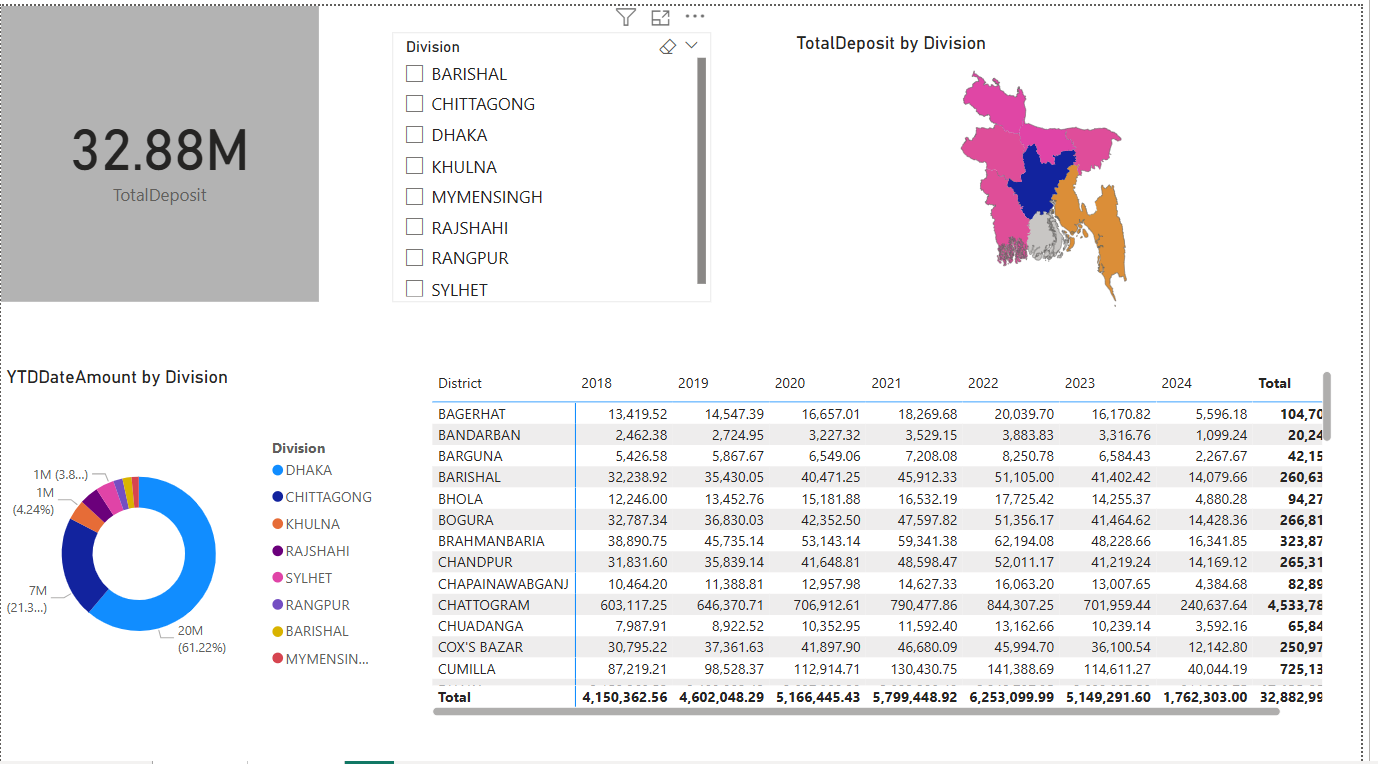 32.88M
TotalDeposit
Division
BARISHAL
CHITTAGONG
DHAKA
KHULNA
MYMENSINGH
RAJSHAHI
RANGPUR
SYLHET
TotalDeposit by Division
YTDDateAmount by Division
1M (3.8...)
1M
(4.24%)
7M
(21.3...)
20M
(61.22%)
Division
DHAKA
CHITTAGONG
KHULNA
RAJSHAHI
SYLHET
RANGPUR
BARISHAL
MYMENSIN...
District 2018 2019 2020 2021 2022 2023 2024 Total
BAGERHAT 13,419.52 14,547.39 16,657.01 18,269.68 20,039.70 16,170.82 5,596.18 104,70
BANDARBAN 2,462.38 2,724.95 3,227.32 3,529.15 3,883.83 3,316.76 1,099.24 20,24
BARGUNA 5,426.58 5,867.67 6,549.06 7,208.08 8,250.78 6,584.43 2,267.67 42,15
BARISHAL 32,238.92 35,430.05 40,471.25 45,912.33 51,105.00 41,402.42 14,079.66 260,63
BHOLA 12,246.00 13,452.76 15,181.88 16,532.19 17,725.42 14,255.37 4,880.28 94,27
BOGURA 32,787.34 36,830.03 42,352.50 47,597.82 51,356.17 41,464.62 14,428.36 266,81
BRAHMANBARIA 38,890.75 45,735.14 53,143.14 59,341.38 62,194.08 48,228.66 16,341.85 323,87
CHANDPUR 31,831.60 35,839.14 41,648.81 48,598.47 52,011.17 41,219.24 14,169.12 265,31
CHAPAINAWABGANJ 10,464.20 11,388.81 12,957.98 14,627.33 16,063.20 13,007.65 4,384.68 82,89
CHATTOGRAM 603,117.25 646,370.71 706,912.61 790,477.86 844,307.25 701,959.44 240,637.64 4,533,78
CHUADANGA 7,987.91 8,922.52 10,352.95 11,592.40 13,162.66 10,239.14 3,592.16 65,84
COX'S BAZAR 30,795.22 37,361.63 41,897.90 46,680.09 45,994.70 36,100.54 12,142.80 250,97
CUMILLA 87,219.21 98,528.37 112,914.71 130,430.75 141,388.69 114,611.27 40,044.19 725,13
Total 4,150,362.56 4,602,048.29 5,166,445.43 5,799,448.92 6,253,099.99 5,149,291.60 1,762,303.00 32,882,99